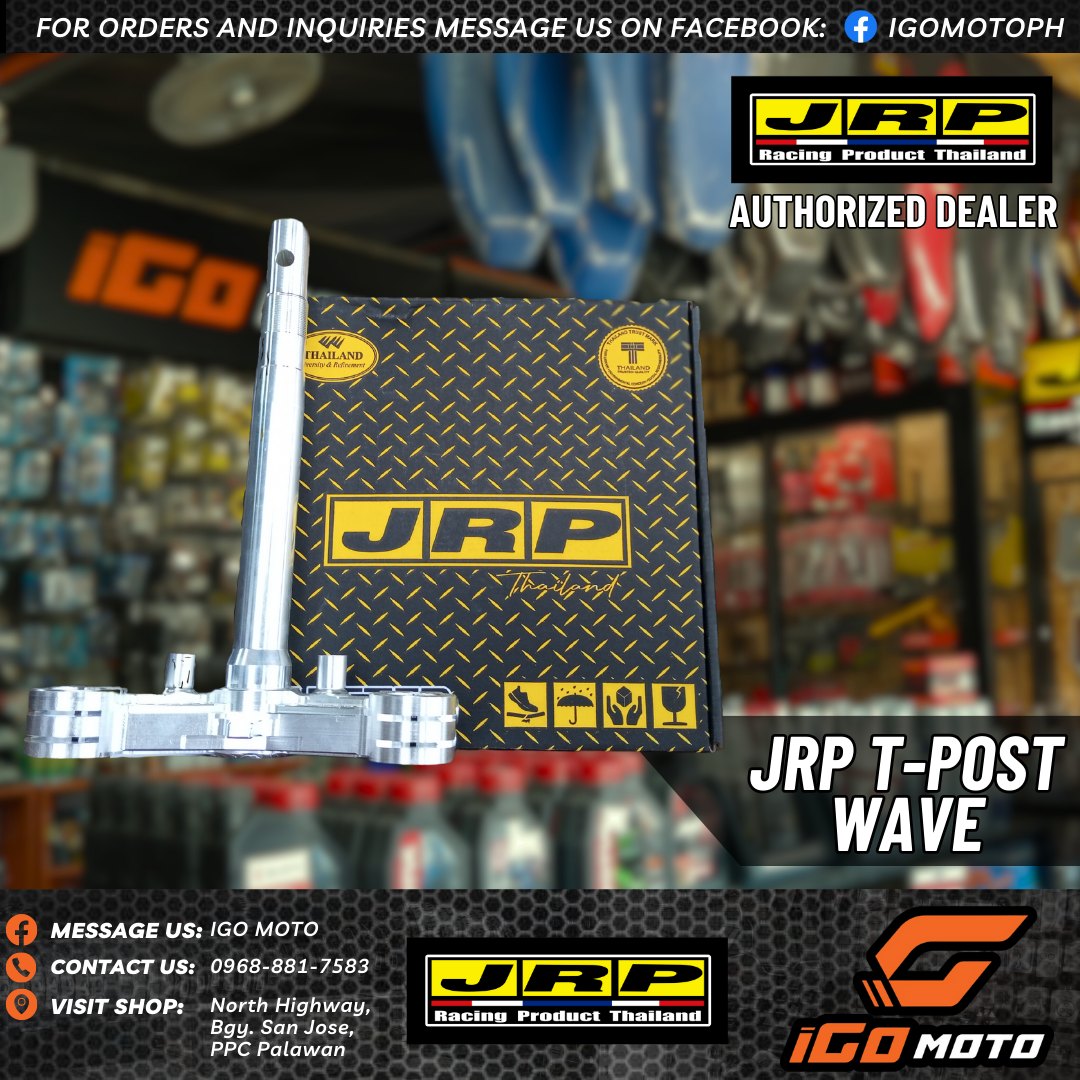 FOR ORDERS AND INQUIRIES MESSAGE US ON FACEBOOK: IGOMOTOPH
JRP
Racing Product Thailand
AUTHORIZED DEALER
iGO
THAILAND
THAILAND
JRP
Thailand
JRP T-POST
WAVE
MESSAGE US: IGO MOTO
CONTACT US: 0968-881-7583
VISIT SHOP: North Highway,
Bgy. San Jose,
PPC Palawan
JRP
Racing Product Thailand
iGO MOTO